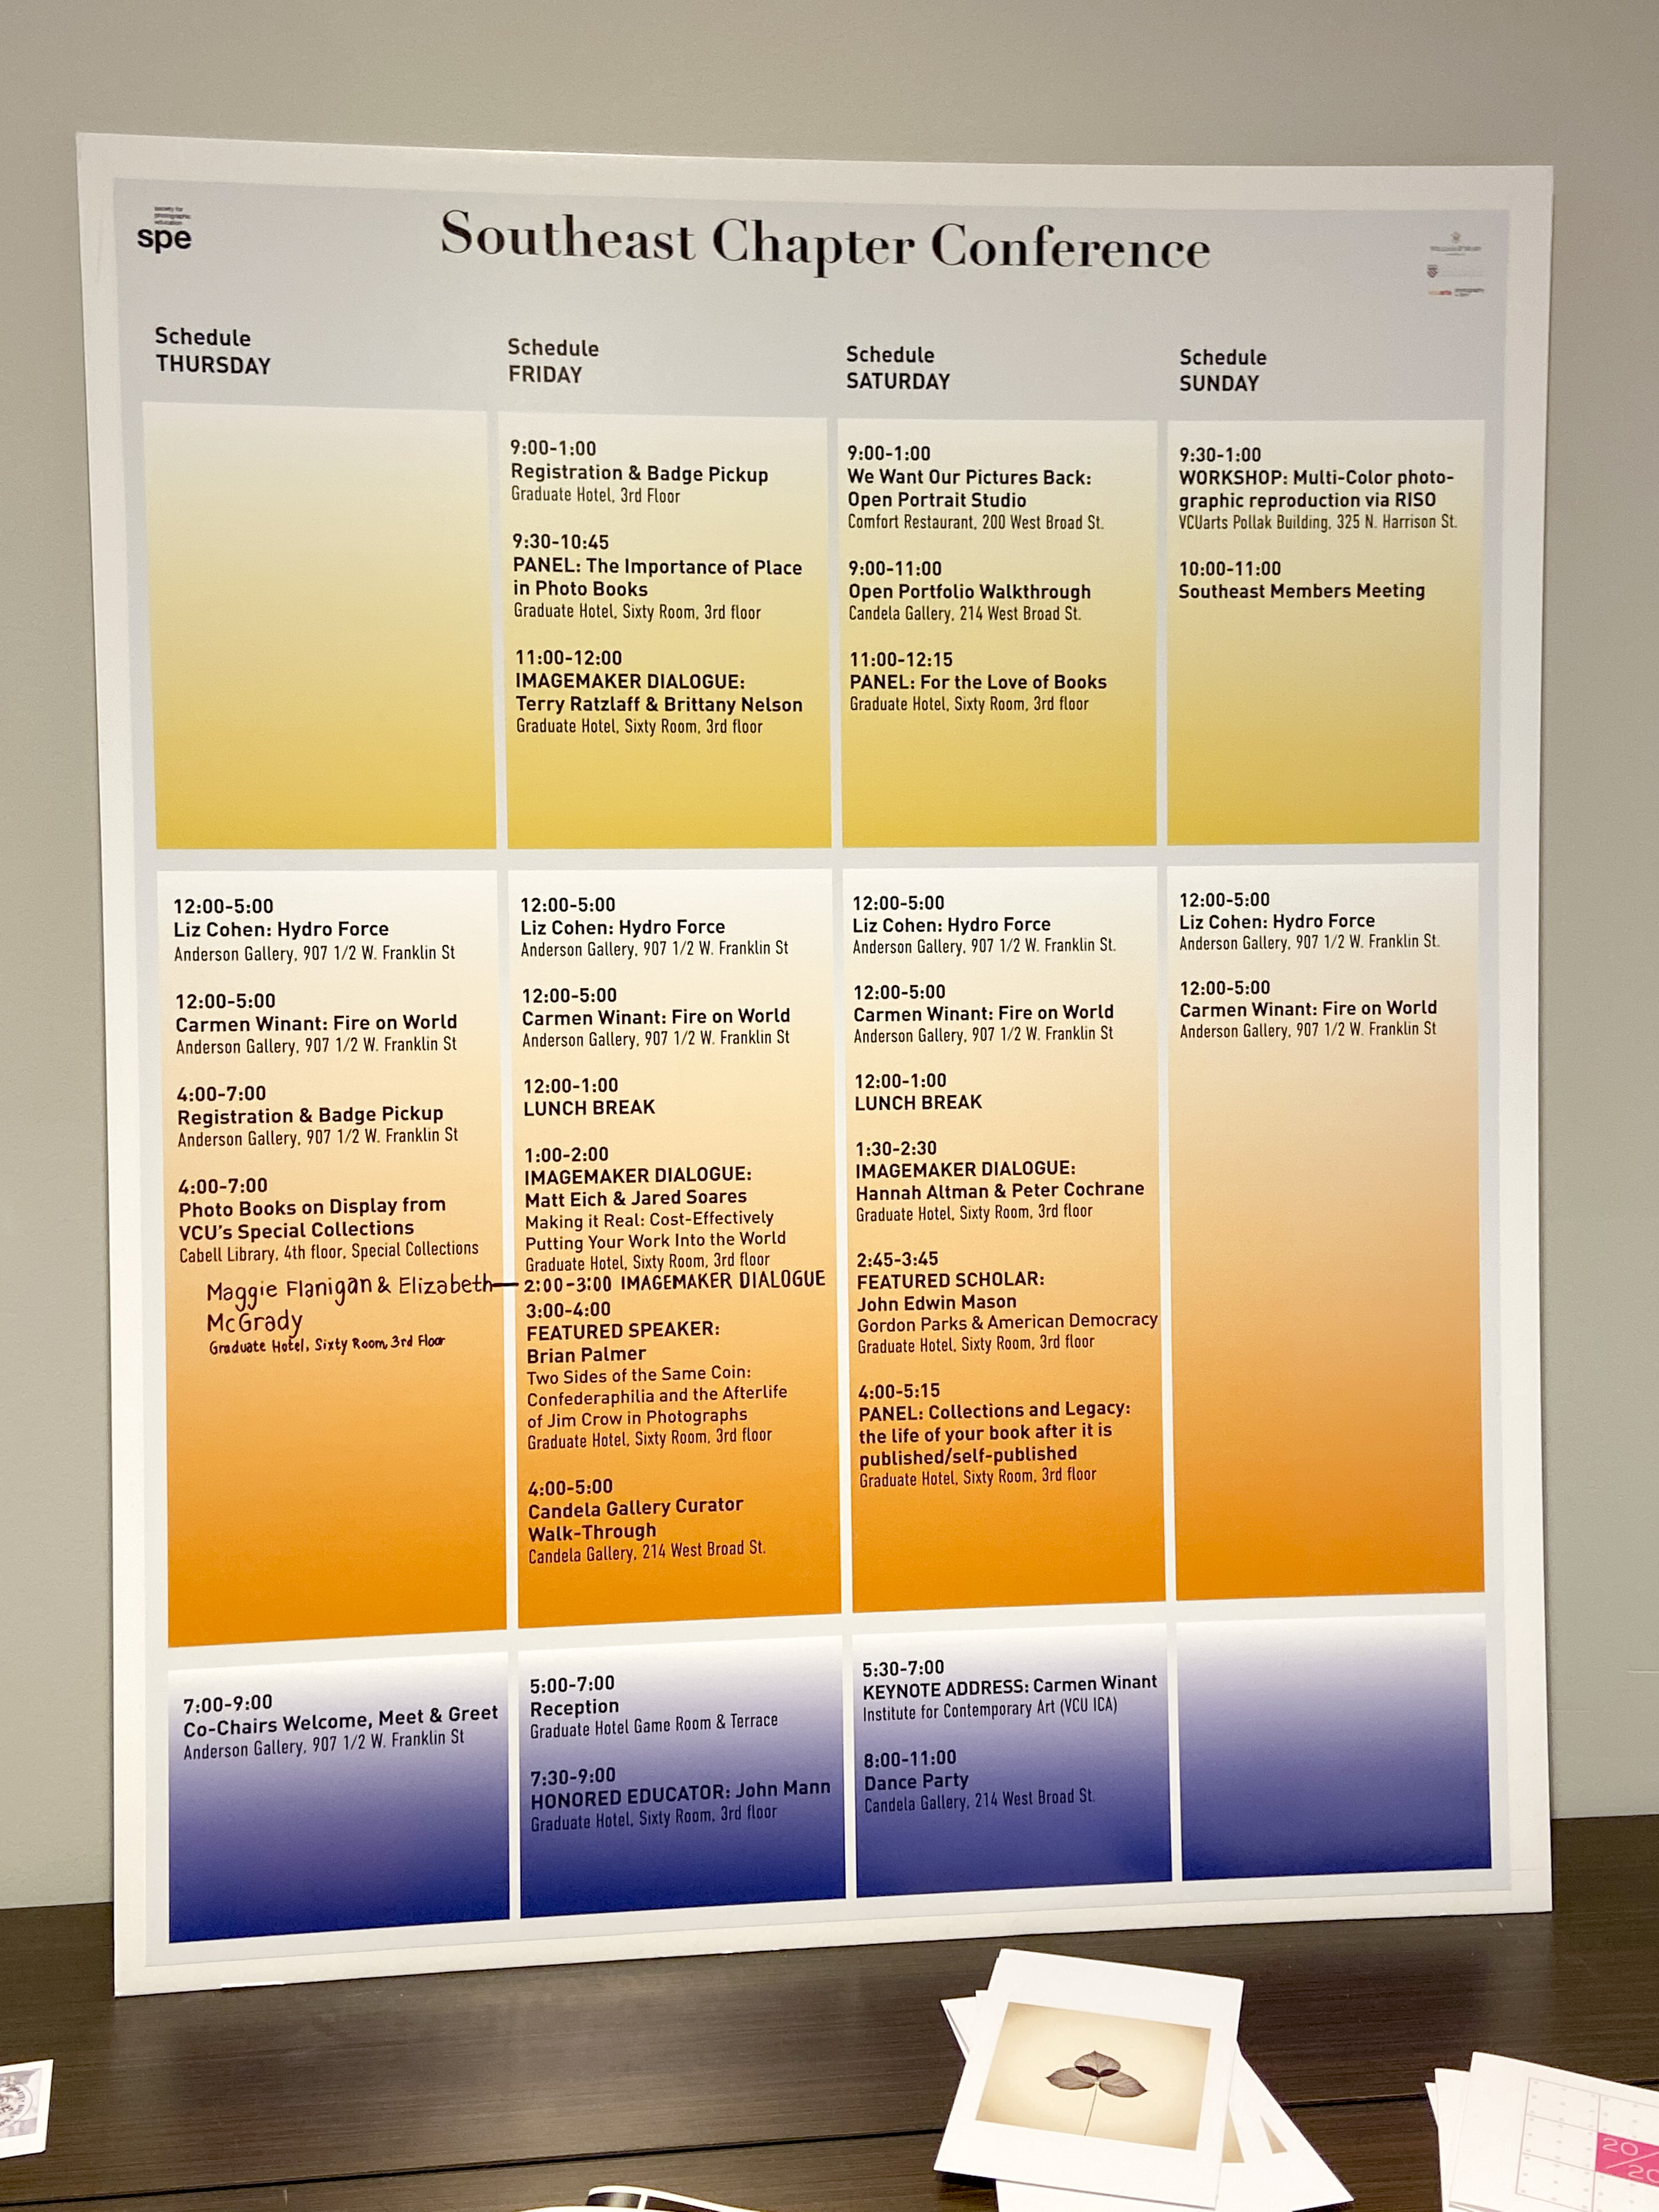 society for
photographic
education
spe
Southeast Chapter Conference
Schedule
THURSDAY
12:00-5:00
Liz Cohen: Hydro Force
Anderson Gallery, 907 1/2 W. Franklin St
12:00-5:00
Carmen Winant: Fire on World
Anderson Gallery, 907 1/2 W. Franklin St
4:00-7:00
Registration & Badge Pickup
Anderson Gallery, 907 1/2 W. Franklin St
4:00-7:00
Photo Books on Display from
VCU's Special Collections
Cabell Library, 4th floor, Special Collections
Maggie Flanigan & Elizabeth
McGrady
Graduate Hotel, Sixty Room, 3rd Floor
7:00-9:00
Co-Chairs Welcome, Meet & Greet
Anderson Gallery, 907 1/2 W. Franklin St
Schedule
FRIDAY
9:00-1:00
Registration & Badge Pickup
Graduate Hotel, 3rd Floor
9:30-10:45
PANEL: The Importance of Place
in Photo Books
Graduate Hotel, Sixty Room, 3rd floor
11:00-12:00
IMAGEMAKER DIALOGUE:
Terry Ratzlaff & Brittany Nelson
Graduate Hotel, Sixty Room, 3rd floor
12:00-5:00
Liz Cohen: Hydro Force
Anderson Gallery, 907 1/2 W. Franklin St
12:00-5:00
Carmen Winant: Fire on World
Anderson Gallery, 907 1/2 W. Franklin St
12:00-1:00
LUNCH BREAK
1:00-2:00
IMAGEMAKER DIALOGUE:
Matt Eich & Jared Soares
Making it Real: Cost-Effectively
Putting Your Work Into the World
Graduate Hotel, Sixty Room, 3rd floor
2:00-3:00 IMAGEMAKER DIALOGUE
3:00-4:00
FEATURED SPEAKER:
Brian Palmer
Two Sides of the Same Coin:
Confederaphilia and the Afterlife
of Jim Crow in Photographs
Graduate Hotel, Sixty Room, 3rd floor
4:00-5:00
Candela Gallery Curator
Walk-Through
Candela Gallery, 214 West Broad St.
5:00-7:00
Reception
Graduate Hotel Game Room & Terrace
7:30-9:00
HONORED EDUCATOR: John Mann
Graduate Hotel, Sixty Room, 3rd floor
Schedule
SATURDAY
9:00-1:00
We Want Our Pictures Back:
Open Portrait Studio
Comfort Restaurant, 200 West Broad St.
9:00-11:00
Open Portfolio Walkthrough
Candela Gallery, 214 West Broad St.
11:00-12:15
PANEL: For the Love of Books
Graduate Hotel, Sixty Room, 3rd floor
12:00-5:00
Liz Cohen: Hydro Force
Anderson Gallery, 907 1/2 W. Franklin St.
12:00-5:00
Carmen Winant: Fire on World
Anderson Gallery, 907 1/2 W. Franklin St
12:00-1:00
LUNCH BREAK
1:30-2:30
IMAGEMAKER DIALOGUE:
Hannah Altman & Peter Cochrane
Graduate Hotel, Sixty Room, 3rd floor
2:45-3:45
FEATURED SCHOLAR:
John Edwin Mason
Gordon Parks & American Democracy
Graduate Hotel, Sixty Room, 3rd floor
4:00-5:15
PANEL: Collections and Legacy:
the life of your book after it is
published/self-published
Graduate Hotel, Sixty Room, 3rd floor
5:30-7:00
KEYNOTE ADDRESS: Carmen Winant
Institute for Contemporary Art (VCU ICA)
8:00-11:00
Dance Party
Candela Gallery, 214 West Broad St.
Schedule
SUNDAY
9:30-1:00
WORKSHOP: Multi-Color photo-
graphic reproduction via RISO
VCUarts Pollak Building, 325 N. Harrison St.
10:00-11:00
Southeast Members Meeting
12:00-5:00
Liz Cohen: Hydro Force
Anderson Gallery, 907 1/2 W. Franklin St.
12:00-5:00
Carmen Winant: Fire on World
Anderson Gallery, 907 1/2 W. Franklin St
20/20